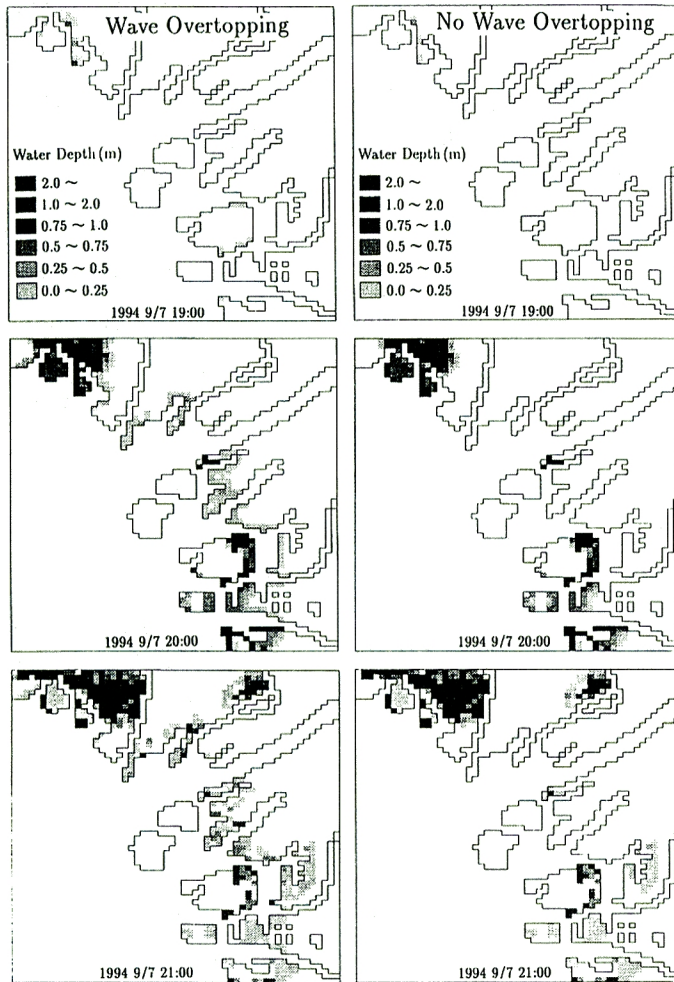 Wave Overtopping
Water Depth (m)
2.0 ~
1.0 ~ 2.0
0.75 ~ 1.0
0.5 ~ 0.75
0.25 ~ 0.5
0.0 ~ 0.25
1994 9/7 19:00
No Wave Overtopping
Water Depth (m)
2.0 ~
1.0 ~ 2.0
0.75 ~ 1.0
0.5 ~ 0.75
0.25 ~ 0.5
0.0 ~ 0.25
1994 9/7 19:00
1994 9/7 20:00
1994 9/7 20:00
1994 9/7 21:00
1994 9/7 21:00